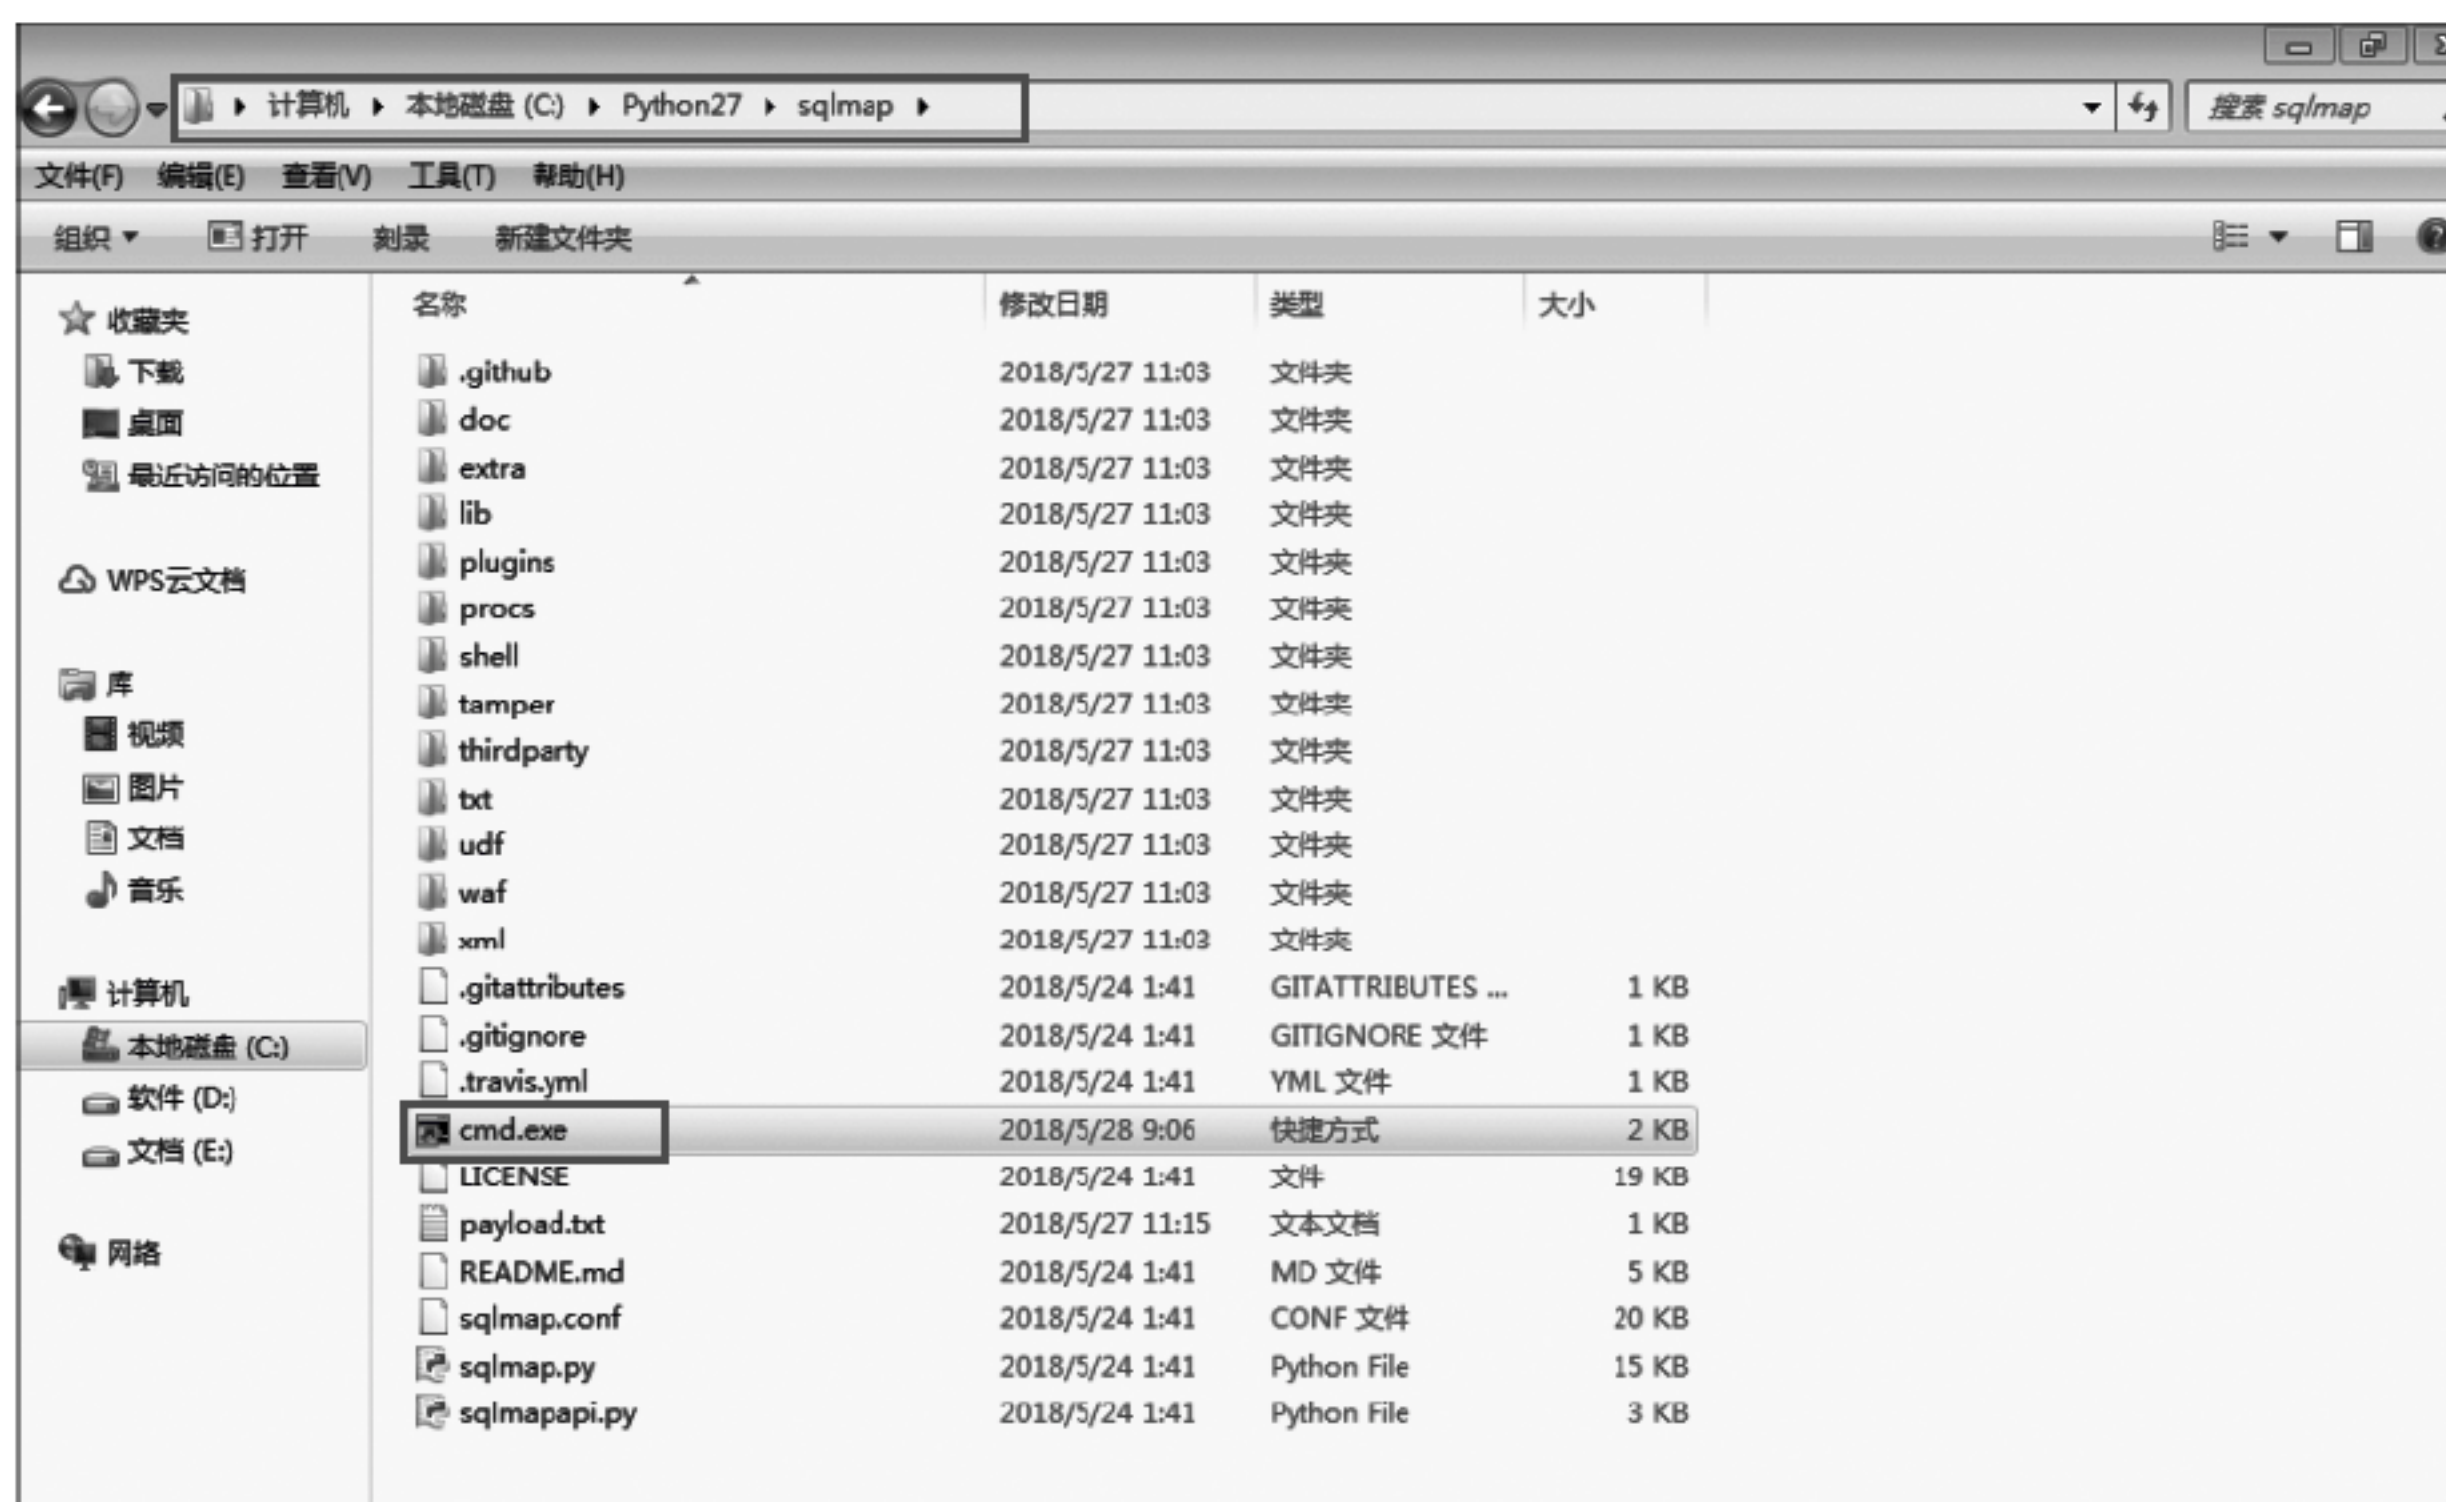 计算机 本地磁盘 (C:) Python27 sqlmap 搜索 sqlmap
文件(F) 编辑(E) 查看(V) 工具(T) 帮助(H)
组织 打开 刻录 新建文件夹
收藏夹
下载
桌面
最近访问的位置
WPS云文档
库
视频
图片
文档
音乐
计算机
本地磁盘 (C:)
软件 (D:)
文档 (E:)
网络
名称 修改日期 类型 大小
.github 2018/5/27 11:03 文件夹
doc 2018/5/27 11:03 文件夹
extra 2018/5/27 11:03 文件夹
lib 2018/5/27 11:03 文件夹
plugins 2018/5/27 11:03 文件夹
procs 2018/5/27 11:03 文件夹
shell 2018/5/27 11:03 文件夹
tamper 2018/5/27 11:03 文件夹
thirdparty 2018/5/27 11:03 文件夹
txt 2018/5/27 11:03 文件夹
udf 2018/5/27 11:03 文件夹
waf 2018/5/27 11:03 文件夹
xml 2018/5/27 11:03 文件夹
.gitattributes 2018/5/24 1:41 GITATTRIBUTES ... 1 KB
.gitignore 2018/5/24 1:41 GITIGNORE 文件 1 KB
.travis.yml 2018/5/24 1:41 YML 文件 1 KB
cmd.exe 2018/5/28 9:06 快捷方式 2 KB
LICENSE 2018/5/24 1:41 文件 19 KB
payload.txt 2018/5/27 11:15 文本文档 1 KB
README.md 2018/5/24 1:41 MD 文件 5 KB
sqlmap.conf 2018/5/24 1:41 CONF 文件 20 KB
sqlmap.py 2018/5/24 1:41 Python File 15 KB
sqlmapapi.py 2018/5/24 1:41 Python File 3 KB